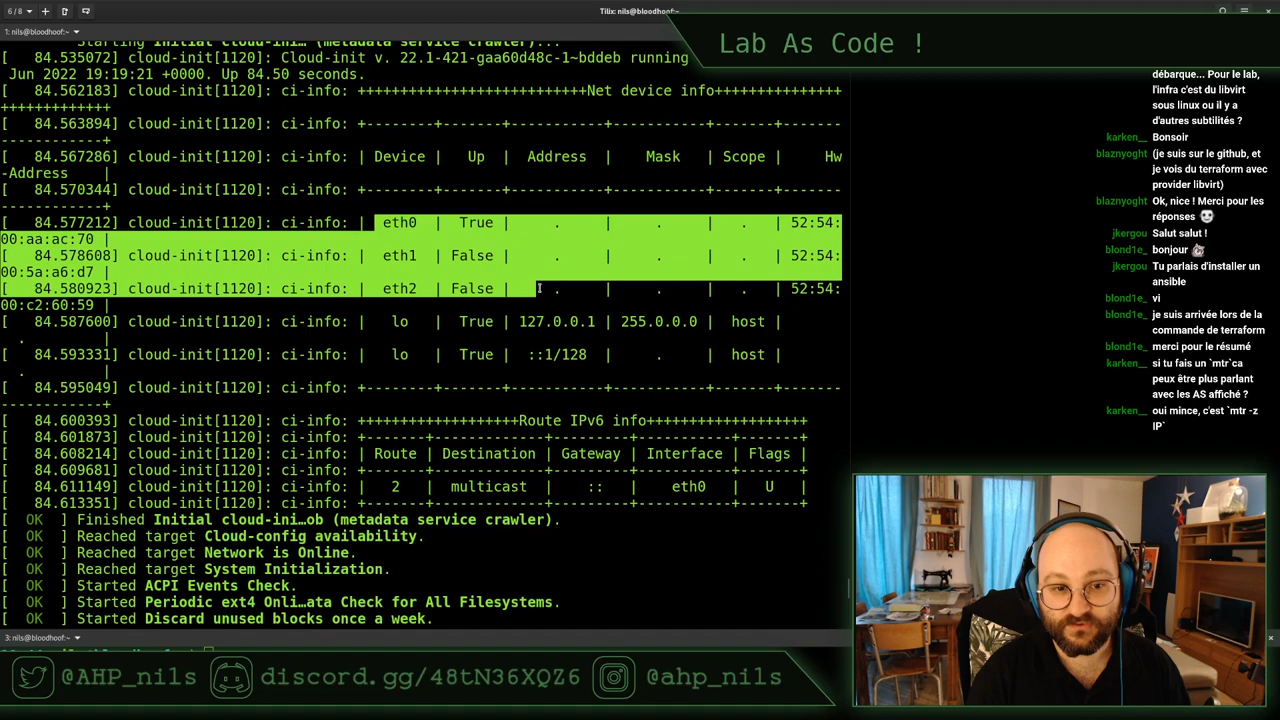 6/8
Tilix: nils@bloodhoof:~
1: nils@bloodhoof:~
Lab As Code !
Starting Initial cloud-ini… (metadata service crawler)...
[   84.535072] cloud-init[1120]: Cloud-init v. 22.1-421-gaa60d48c-1~bddeb running
Jun 2022 19:19:21 +0000. Up 84.50 seconds.
[   84.562183] cloud-init[1120]: ci-info: +++++++++++++++++++++++++++Net device info+++++++++++++++
+++++++++++++
[   84.563894] cloud-init[1120]: ci-info: +--------+-------+-----------+-----------+-------+-------
------------+
[   84.567286] cloud-init[1120]: ci-info: | Device |   Up  |  Address  |    Mask   | Scope |     Hw
-Address    |
[   84.570344] cloud-init[1120]: ci-info: +--------+-------+-----------+-----------+-------+-------
------------+
[   84.577212] cloud-init[1120]: ci-info: |  eth0  |  True |     .     |     .     |   .   | 52:54:
00:aa:ac:70 |
[   84.578608] cloud-init[1120]: ci-info: |  eth1  | False |     .     |     .     |   .   | 52:54:
00:5a:a6:d7 |
[   84.580923] cloud-init[1120]: ci-info: |  eth2  | False |     .     |     .     |   .   | 52:54:
00:c2:60:59 |
[   84.587600] cloud-init[1120]: ci-info: |   lo   |  True | 127.0.0.1 | 255.0.0.0 |  host |
  .         |
[   84.593331] cloud-init[1120]: ci-info: |   lo   |  True |  ::1/128  |     .     |  host |
  .         |
[   84.595049] cloud-init[1120]: ci-info: +--------+-------+-----------+-----------+-------+-------
------------+
[   84.600393] cloud-init[1120]: ci-info: +++++++++++++++++++Route IPv6 info+++++++++++++++++++
[   84.601873] cloud-init[1120]: ci-info: +-------+-------------+---------+-----------+-------+
[   84.608214] cloud-init[1120]: ci-info: | Route | Destination | Gateway | Interface | Flags |
[   84.609681] cloud-init[1120]: ci-info: +-------+-------------+---------+-----------+-------+
[   84.611149] cloud-init[1120]: ci-info: |   2   |  multicast  |    ::   |    eth0   |   U   |
[   84.613351] cloud-init[1120]: ci-info: +-------+-------------+---------+-----------+-------+
[  OK  ] Finished Initial cloud-ini…ob (metadata service crawler).
[  OK  ] Reached target Cloud-config availability.
[  OK  ] Reached target Network is Online.
[  OK  ] Reached target System Initialization.
[  OK  ] Started ACPI Events Check.
[  OK  ] Started Periodic ext4 Onli…ata Check for All Filesystems.
[  OK  ] Started Discard unused blocks once a week.
3: nils@bloodhoof:~
débarque... Pour le lab,
l'infra c'est du libvirt
sous linux ou il y a
d'autres subtilités ?
karken__ Bonsoir
blaznyoght (je suis sur le github, et
je vois du terraform avec
provider libvirt)
blaznyoght Ok, nice ! Merci pour les
réponses
jkergou Salut salut !
blond1e_ bonjour
jkergou Tu parlais d'installer un
ansible
blond1e_ vi
blond1e_ je suis arrivée lors de la
commande de terraform
blond1e_ merci pour le résumé
karken__ si tu fais un `mtr`ca
peux être plus parlant
avec les AS affiché ?
karken__ oui mince, c'est `mtr -z
IP`
@AHP_nils
discord.gg/48tN36XQZ6
@ahp_nils